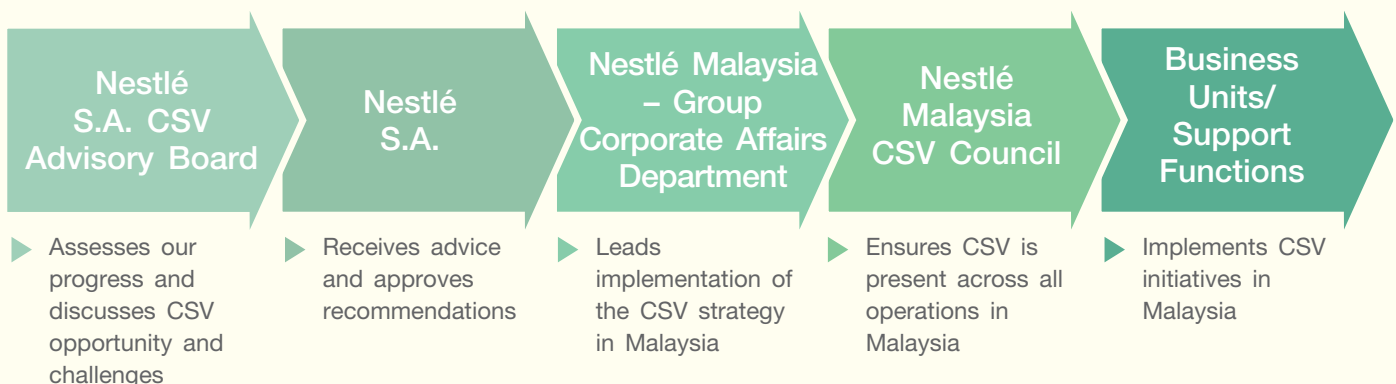 Nestlé
S.A. CSV
Advisory Board
Assesses our
progress and
discusses CSV
opportunity and
challenges
Nestlé
S.A.
Receives advice
and approves
recommendations
Nestlé Malaysia
– Group
Corporate Affairs
Department
Leads
implementation of
the CSV strategy
in Malaysia
Nestlé
Malaysia
CSV Council
Ensures CSV is
present across all
operations in
Malaysia
Business
Units/
Support
Functions
Implements CSV
initiatives in
Malaysia